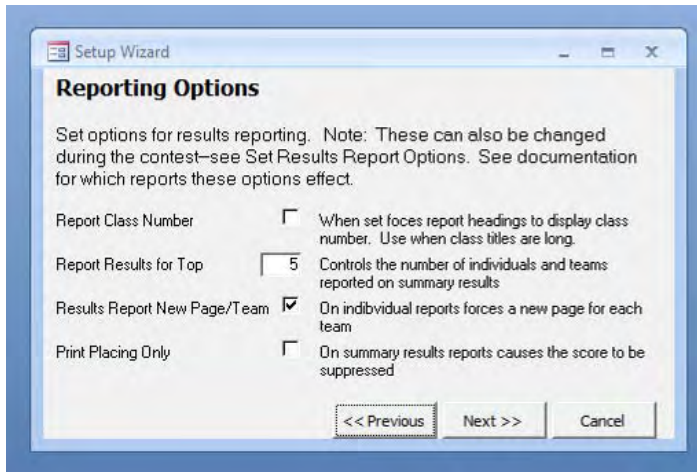 Setup Wizard
Reporting Options
Set options for results reporting. Note: These can also be changed
during the contest—see Set Results Report Options. See documentation
for which reports these options effect.
Report Class Number When set foces report headings to display class
number. Use when class titles are long.
Report Results for Top 5 Controls the number of individuals and teams
reported on summary results
Results Report New Page/Team On indibvidual reports forces a new page for each
team
Print Placing Only On summary results reports causes the score to be
suppressed
<< Previous Next >> Cancel